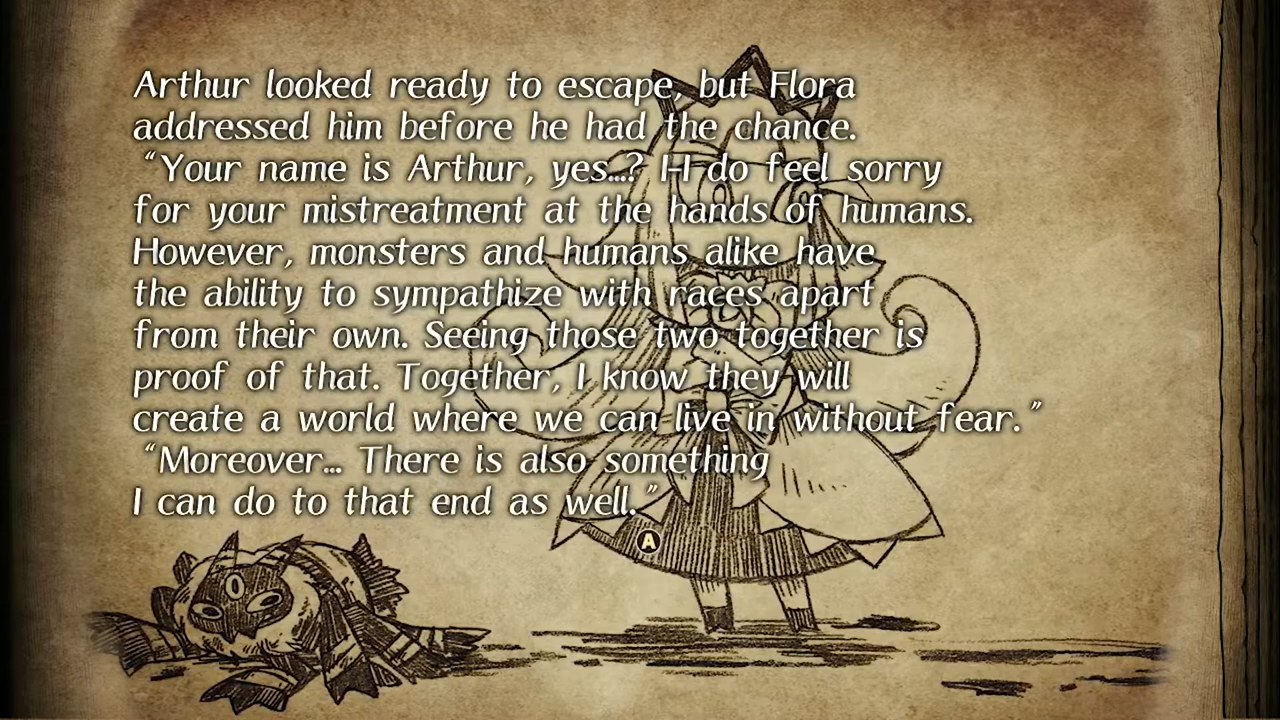 Arthur looked ready to escape, but Flora
addressed him before he had the chance.
“Your name is Arthur, yes...? I-I do feel sorry
for your mistreatment at the hands of humans.
However, monsters and humans alike have
the ability to sympathize with races apart
from their own. Seeing those two together is
proof of that. Together, I know they will
create a world where we can live in without fear.”
“Moreover... There is also something
I can do to that end as well.”
A